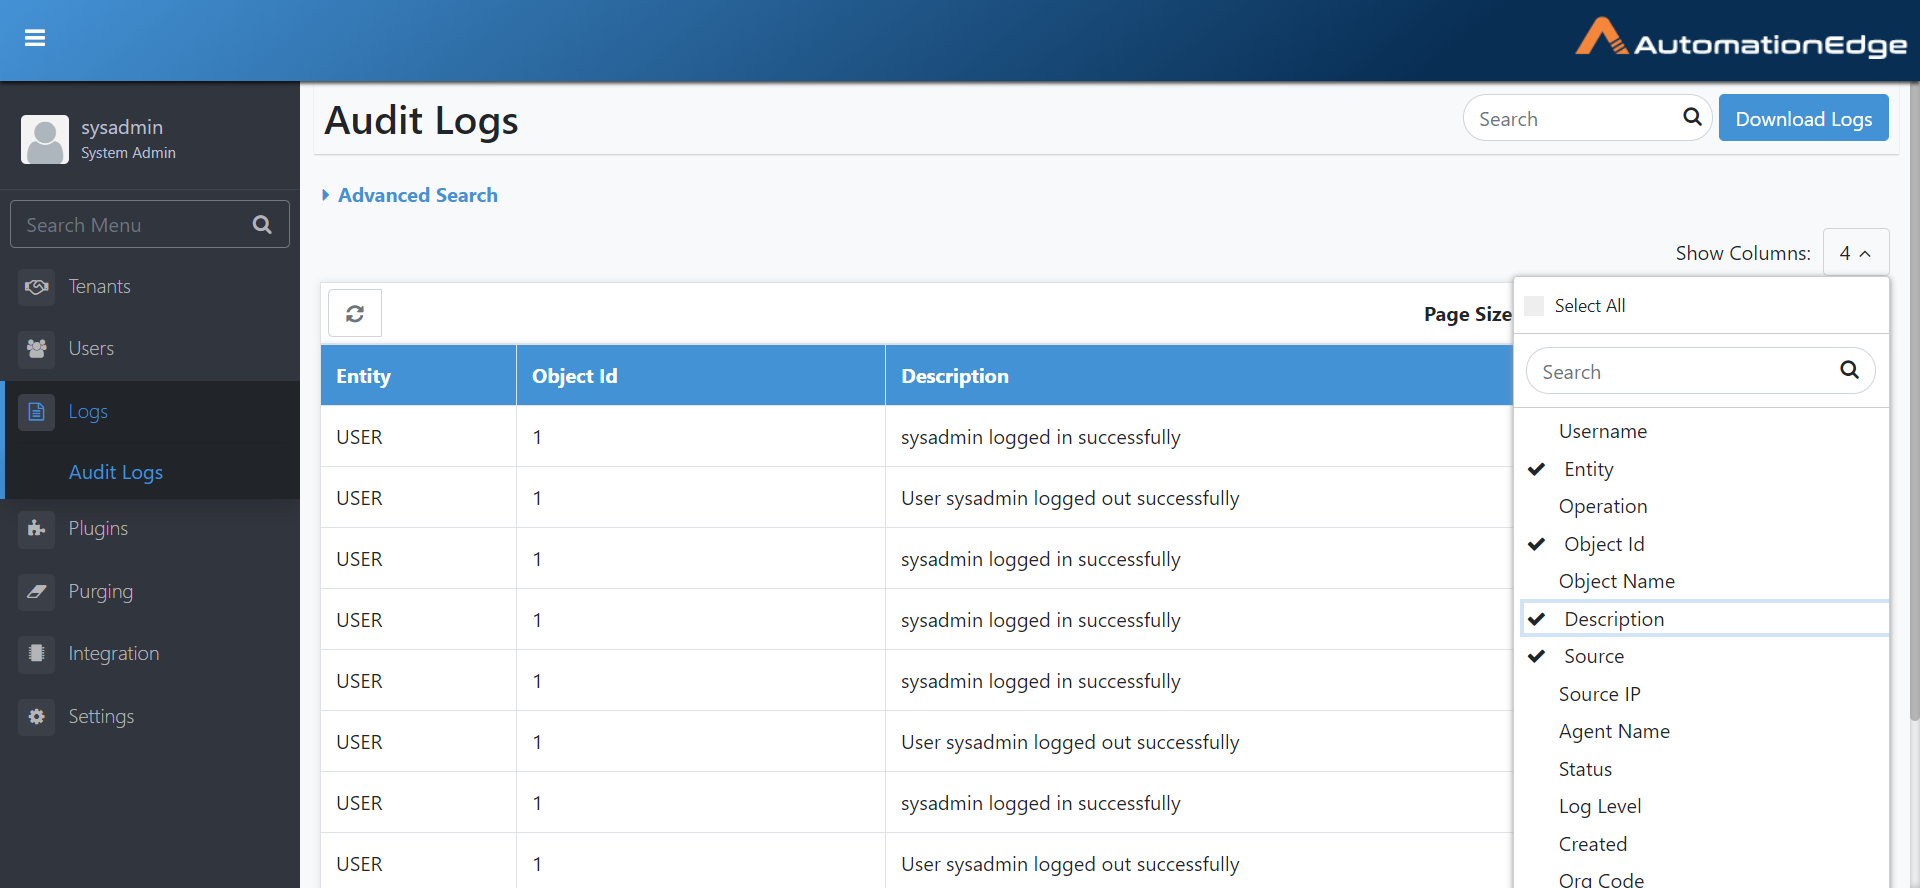 AutomationEdge
sysadmin
System Admin
Search Menu
Tenants
Users
Logs
Audit Logs
Plugins
Purging
Integration
Settings
Audit Logs
Search
Download Logs
Advanced Search
Show Columns: 4
Page Size
Entity Object Id Description
USER 1 sysadmin logged in successfully
USER 1 User sysadmin logged out successfully
USER 1 sysadmin logged in successfully
USER 1 sysadmin logged in successfully
USER 1 sysadmin logged in successfully
USER 1 User sysadmin logged out successfully
USER 1 sysadmin logged in successfully
USER 1 User sysadmin logged out successfully
Select All
Search
Username
Entity
Operation
Object Id
Object Name
Description
Source
Source IP
Agent Name
Status
Log Level
Created
Org Code